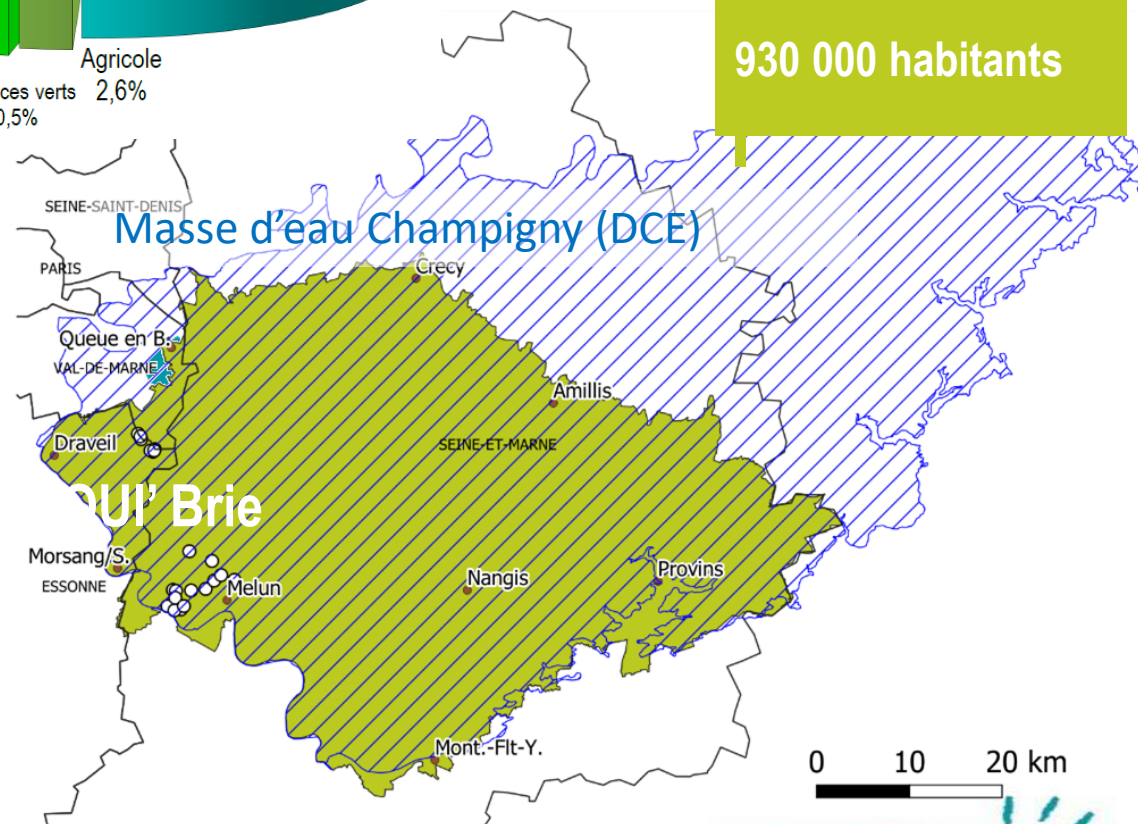 930 000 habitants
Agricole
2,6%
ces verts
0,5%
SEINE-SAINT-DENIS
Masse d'eau Champigny (DCE)
PARIS
Crecy
Queue en B.
VAL-DE-MARNE
Amillis
Draveil
SEINE-ET-MARNE
QUI' Brie
Morsang/S.
ESSONNE
Melun
Nangis
Provins
Mont.-Flt-Y.
0 10 20 km